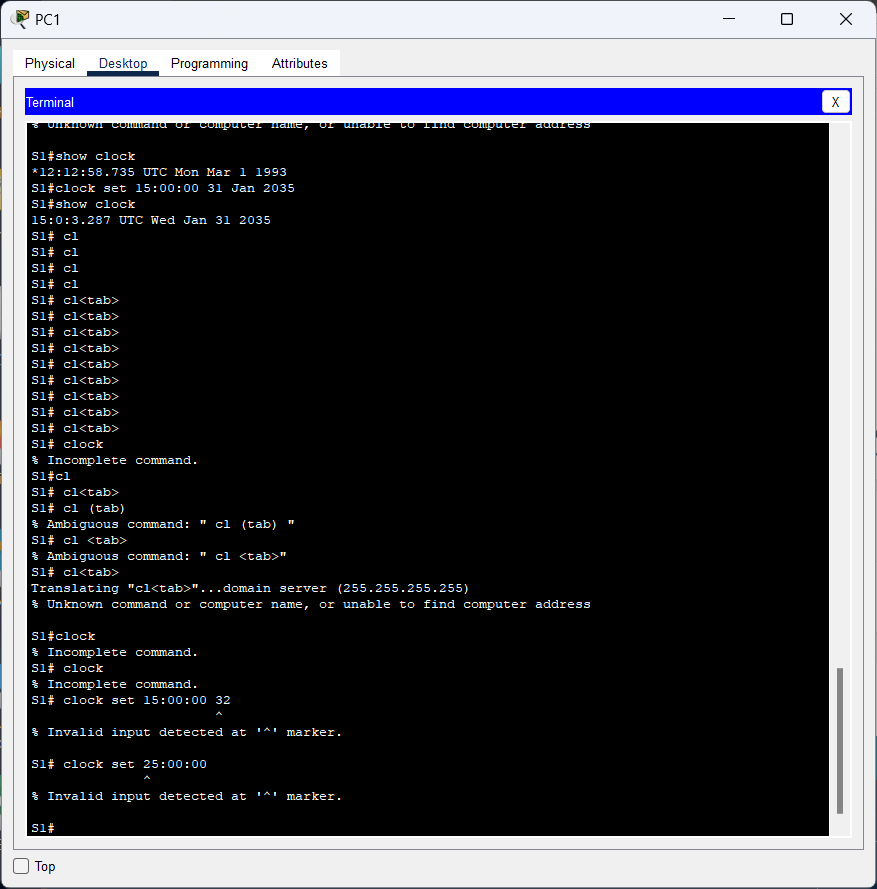 PC1
Physical Desktop Programming Attributes
Terminal X
% Unknown command or computer name, or unable to find computer address
S1#show clock
*12:12:58.735 UTC Mon Mar 1 1993
S1#clock set 15:00:00 31 Jan 2035
S1#show clock
15:0:3.287 UTC Wed Jan 31 2035
S1# cl
S1# cl
S1# cl
S1# cl
S1# cl<tab>
S1# cl<tab>
S1# cl<tab>
S1# cl<tab>
S1# cl<tab>
S1# cl<tab>
S1# cl<tab>
S1# cl<tab>
S1# cl<tab>
S1# clock
% Incomplete command.
S1#cl
S1# cl<tab>
S1# cl (tab)
% Ambiguous command: " cl (tab) "
S1# cl <tab>
% Ambiguous command: " cl <tab>"
S1# cl<tab>
Translating "cl<tab>"...domain server (255.255.255.255)
% Unknown command or computer name, or unable to find computer address
S1#clock
% Incomplete command.
S1# clock
% Incomplete command.
S1# clock set 15:00:00 32
^
% Invalid input detected at '^' marker.
S1# clock set 25:00:00
^
% Invalid input detected at '^' marker.
S1#
Top